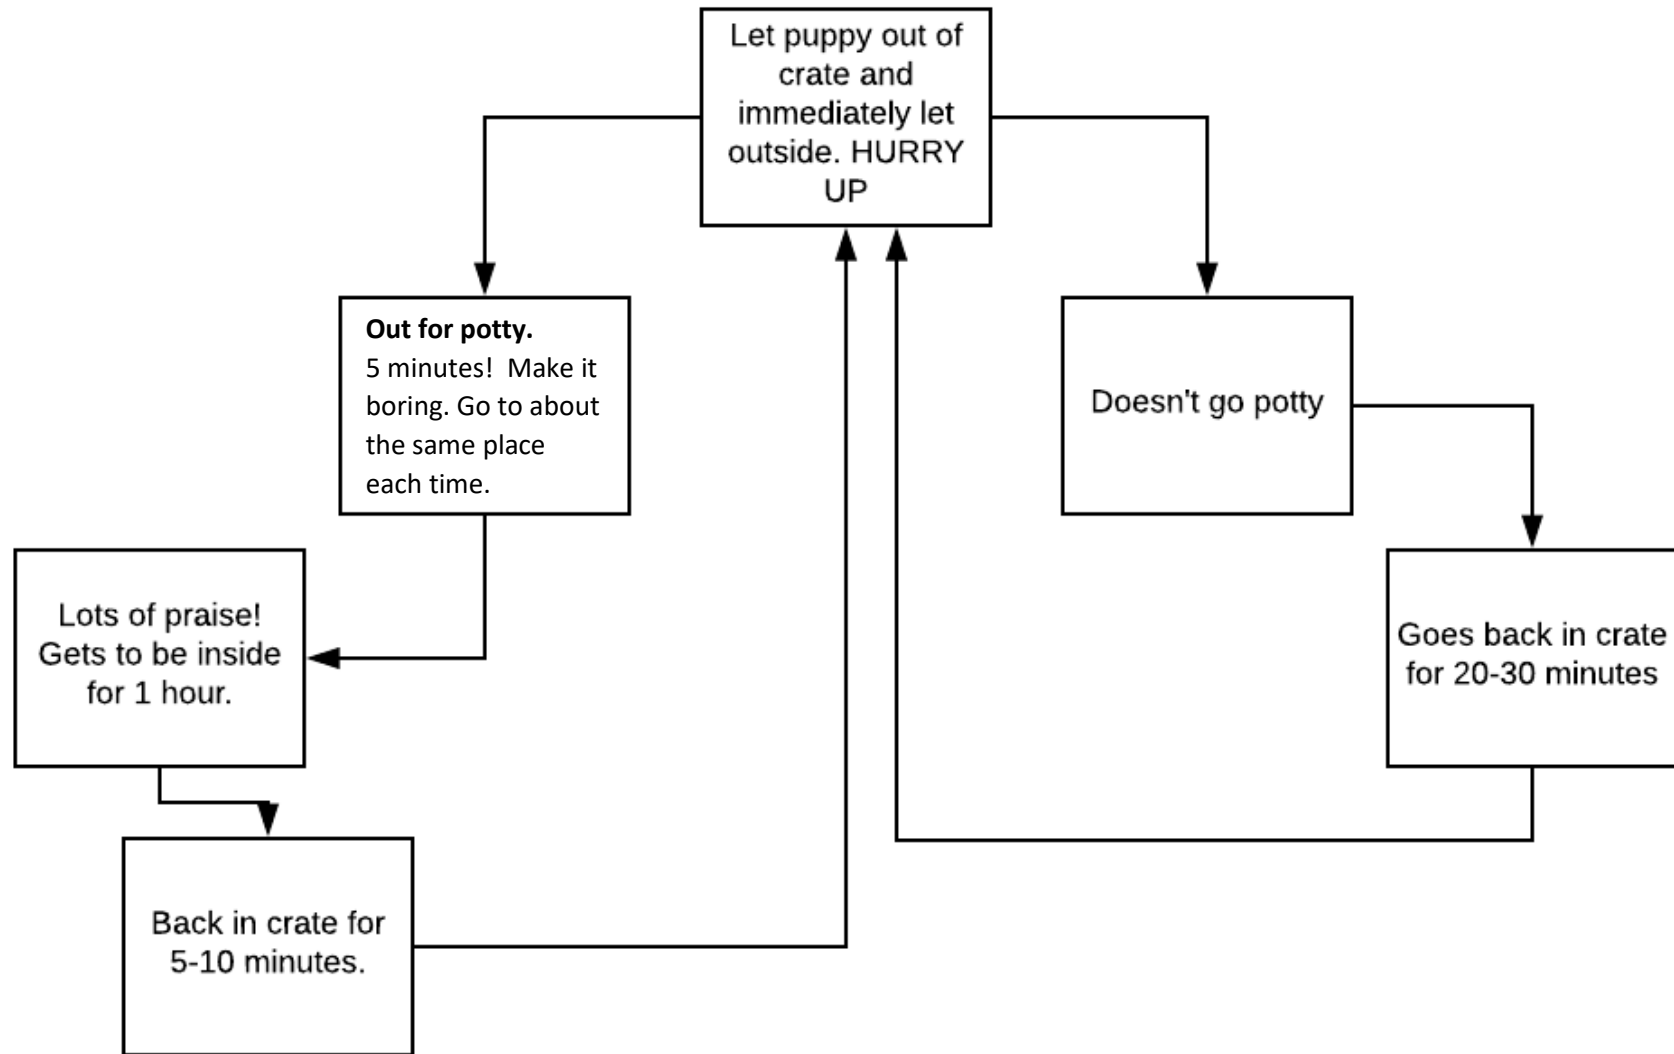 Let puppy out of
crate and
immediately let
outside. HURRY
UP
Out for potty.
5 minutes!  Make it
boring. Go to about
the same place
each time.
Doesn't go potty
Lots of praise!
Gets to be inside
for 1 hour.
Goes back in crate
for 20-30 minutes
Back in crate for
5-10 minutes.